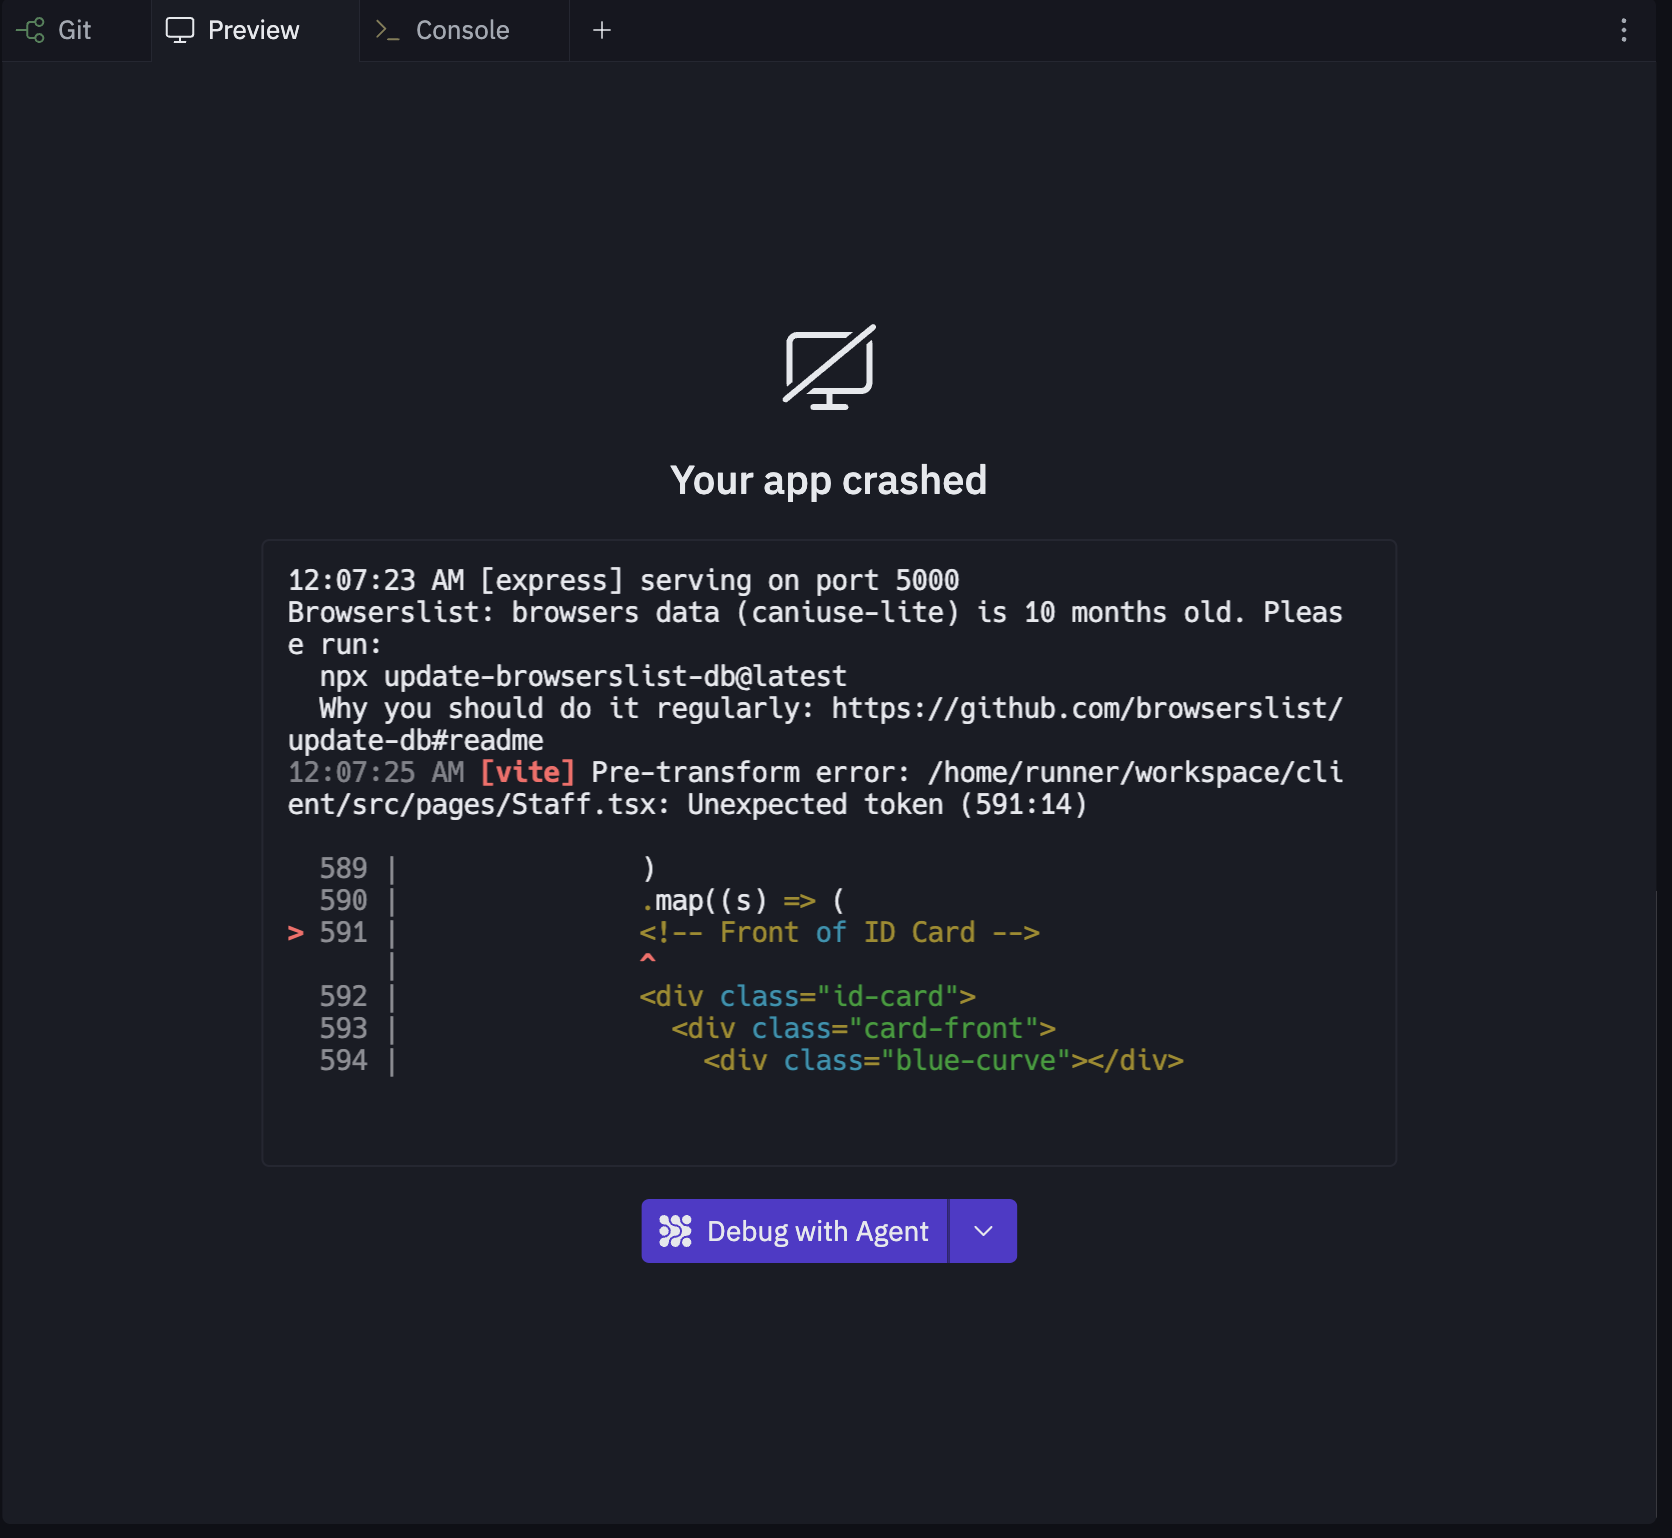 Git
Preview
Console
Your app crashed
12:07:23 AM [express] serving on port 5000
Browserslist: browsers data (caniuse-lite) is 10 months old. Pleas
e run:
  npx update-browserslist-db@latest
  Why you should do it regularly: https://github.com/browserslist/
update-db#readme
12:07:25 AM [vite] Pre-transform error: /home/runner/workspace/cli
ent/src/pages/Staff.tsx: Unexpected token (591:14)
  589 |               )
  590 |               .map((s) => (
> 591 |               <!-- Front of ID Card -->
      |               ^
  592 |               <div class="id-card">
  593 |                 <div class="card-front">
  594 |                   <div class="blue-curve"></div>
Debug with Agent